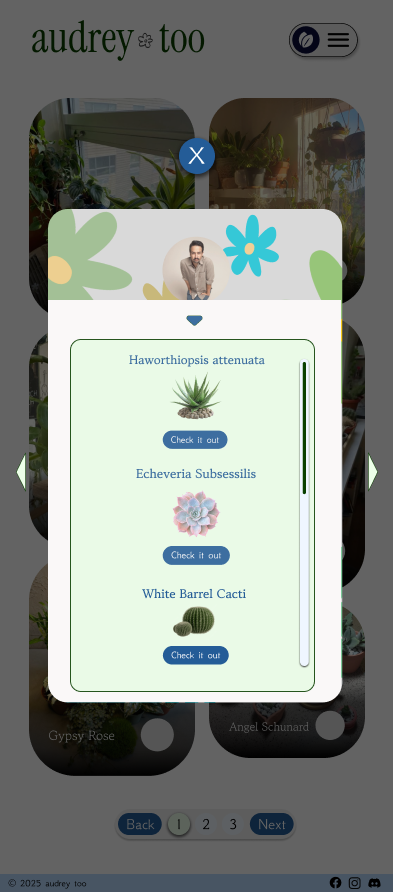 audrey too
X
Haworthiopsis attenuata
Check it out
Echeveria Subsessilis
Check it out
White Barrel Cacti
Check it out
Gypsy Rose
Angel Schunard
Back 1 2 3 Next
© 2025 audrey too